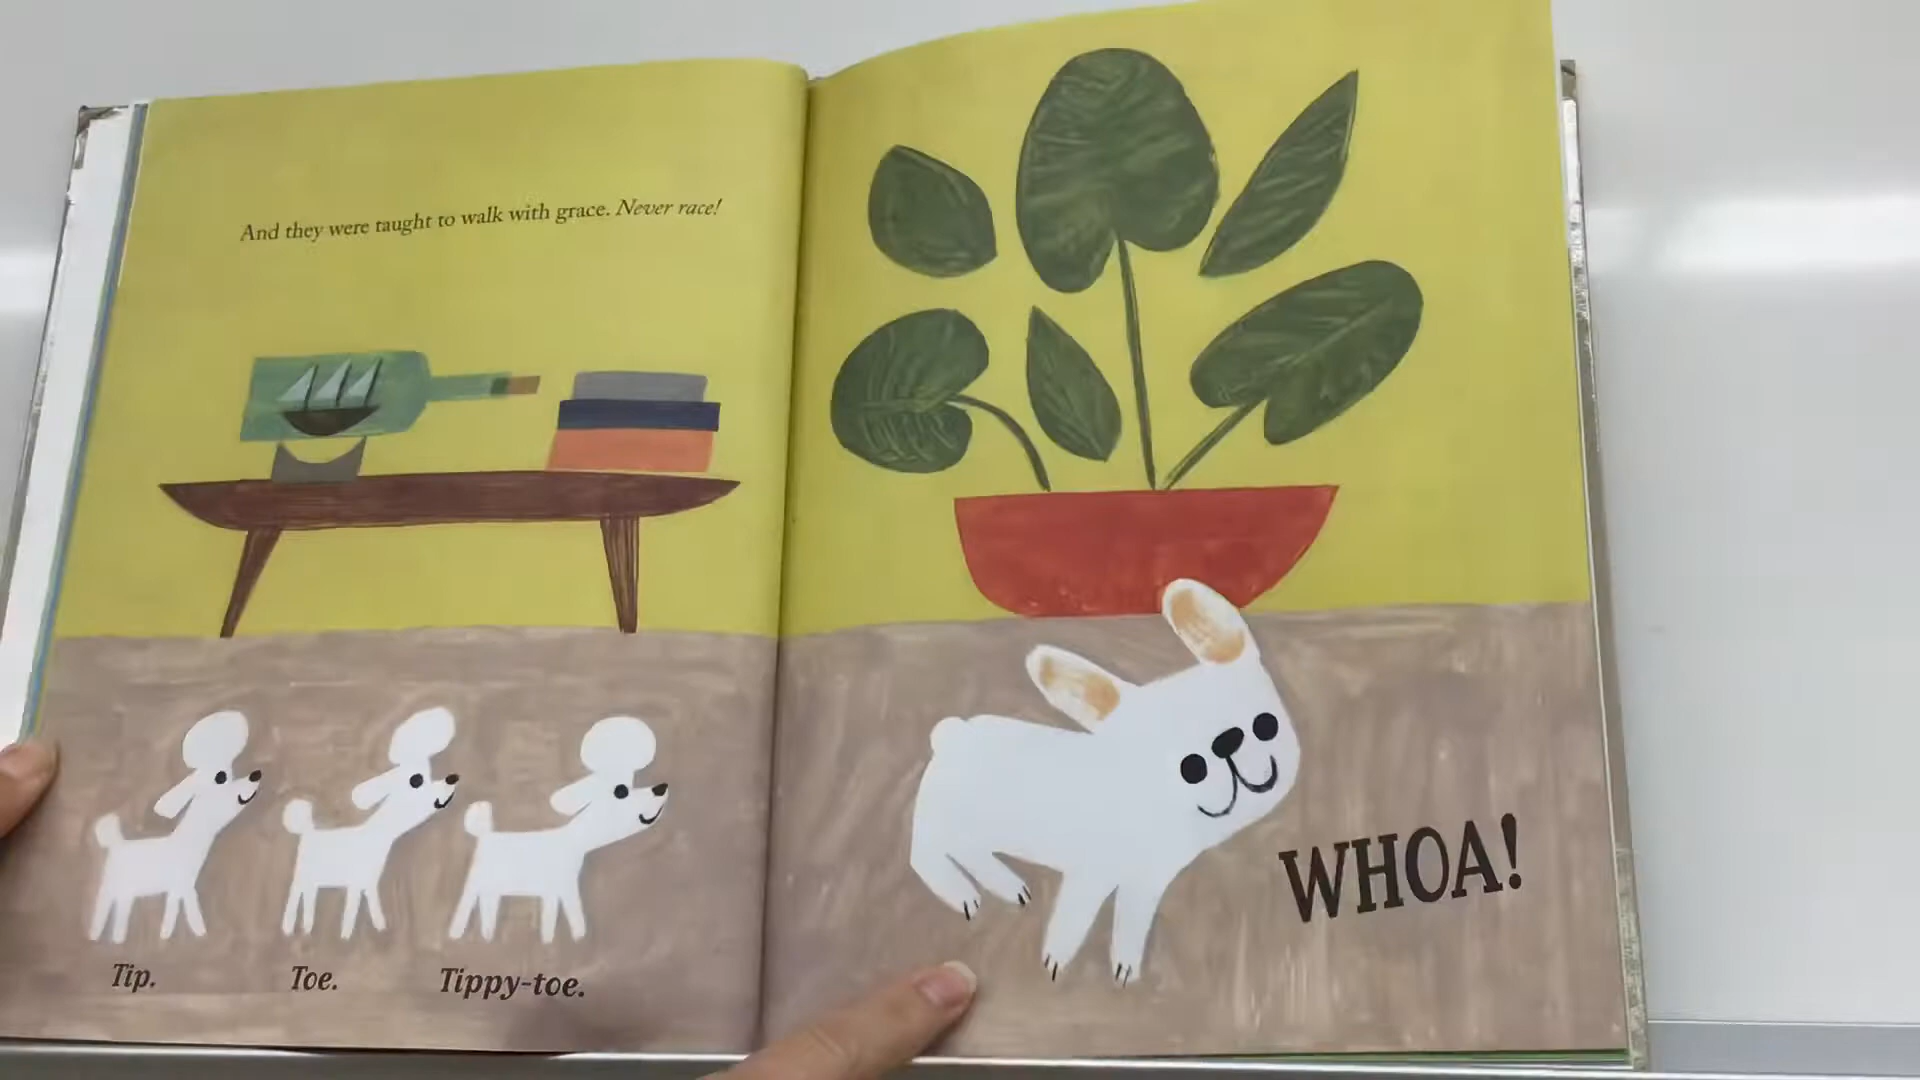 And they were taught to walk with grace. Never race!
Tip. Toe. Tippy-toe.
WHOA!